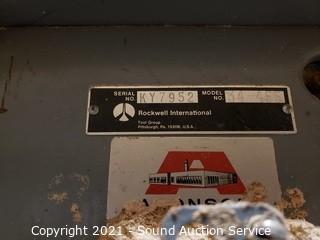 SERIAL NO. KY7952 MODEL NO.
Rockwell International
Tool Group
Pittsburgh, Pa. 15208, U.S.A.
Copyright 2021 - Sound Auction Service